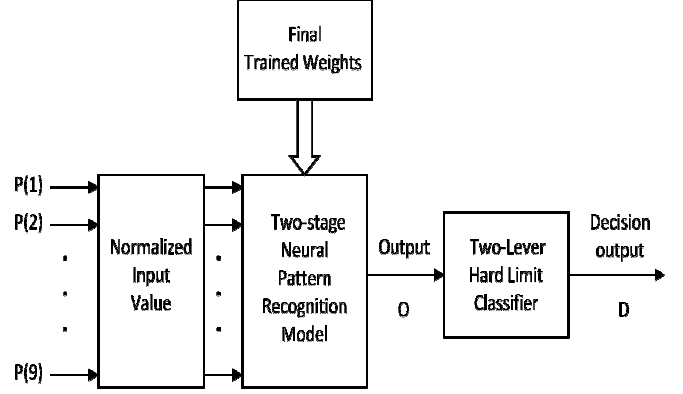 Final
Trained Weights
P(1)
P(2)
P(9)
Normalized
Input
Value
Two-stage
Neural
Pattern
Recognition
Model
Output
O
Two-Lever
Hard Limit
Classifier
Decision
output
D